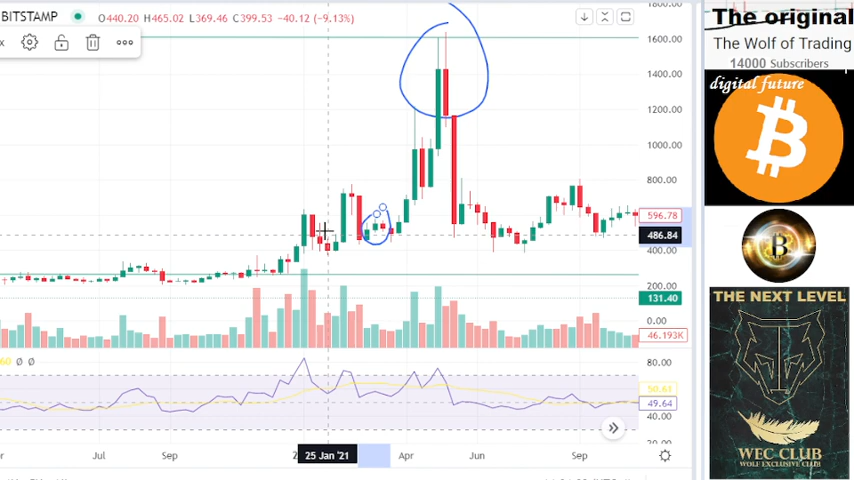 BITSTAMP O440.20 H465.02 L369.46 C399.53 -40.12 (-9.13%)
1600.00
1400.00
1200.00
1000.00
800.00
596.78
486.84
400.00
200.00
131.40
0.00
46.193K
60 Ø Ø
80.00
50.61
49.64
40.00
Jul Sep 25 Jan '21 Apr Jun Sep
The original
The Wolf of Trading
14000 Subscribers
digital future
THE NEXT LEVEL
WEC CLUB
WOLF EXCLUSIVE CLUB